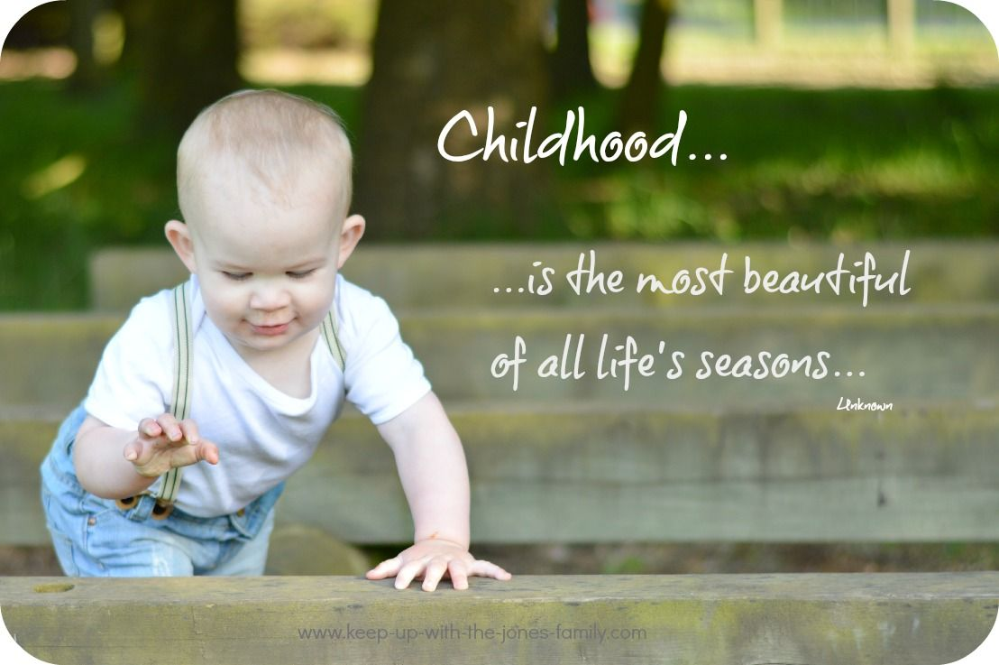 Childhood...
...is the most beautiful
of all life's seasons...
Unknown
www.keep-up-with-the-jones-family.com